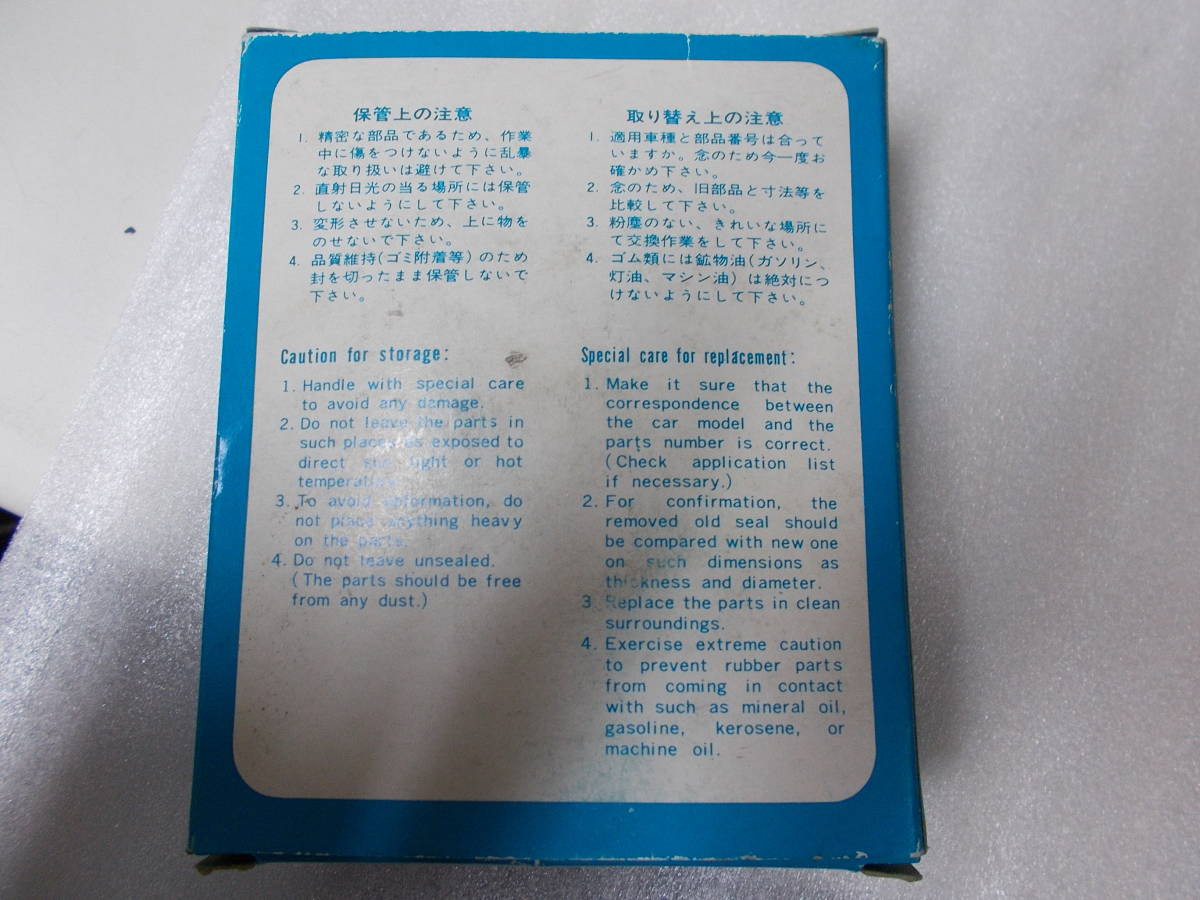 保管上の注意
1. 精密な部品であるため、作業
中に傷をつけないように乱暴
な取り扱いは避けて下さい。
2. 直射日光の当る場所には保管
しないようにして下さい。
3. 変形させないため、上に物を
のせないで下さい。
4. 品質維持(ゴミ附着等)のため
封を切ったまま保管しないで
下さい。
取り替え上の注意
1. 適用車種と部品番号は合って
いますか。念のため今一度お
確かめ下さい。
2. 念のため、旧部品と寸法等を
比較して下さい。
3. 粉塵のない、きれいな場所に
て交換作業をして下さい。
4. ゴム類には鉱物油(ガソリン、
灯油、マシン油)は絶対につ
けないようにして下さい。
Caution for storage:
1. Handle with special care
to avoid any damage.
2. Do not leave the parts in
such places as exposed to
direct light or hot
3. To avoid deformation, do
not place anything heavy
on the parts.
4. Do not leave unsealed.
(The parts should be free
from any dust.)
Special care for replacement:
1. Make it sure that the
correspondence between
the car model and the
parts number is correct.
(Check application list
if necessary.)
2. For confirmation, the
removed old seal should
be compared with new one
on such dimensions as
thickness and diameter.
3. Replace the parts in clean
surroundings.
4. Exercise extreme caution
to prevent rubber parts
from coming in contact
with such as mineral oil,
gasoline, kerosene, or
machine oil.